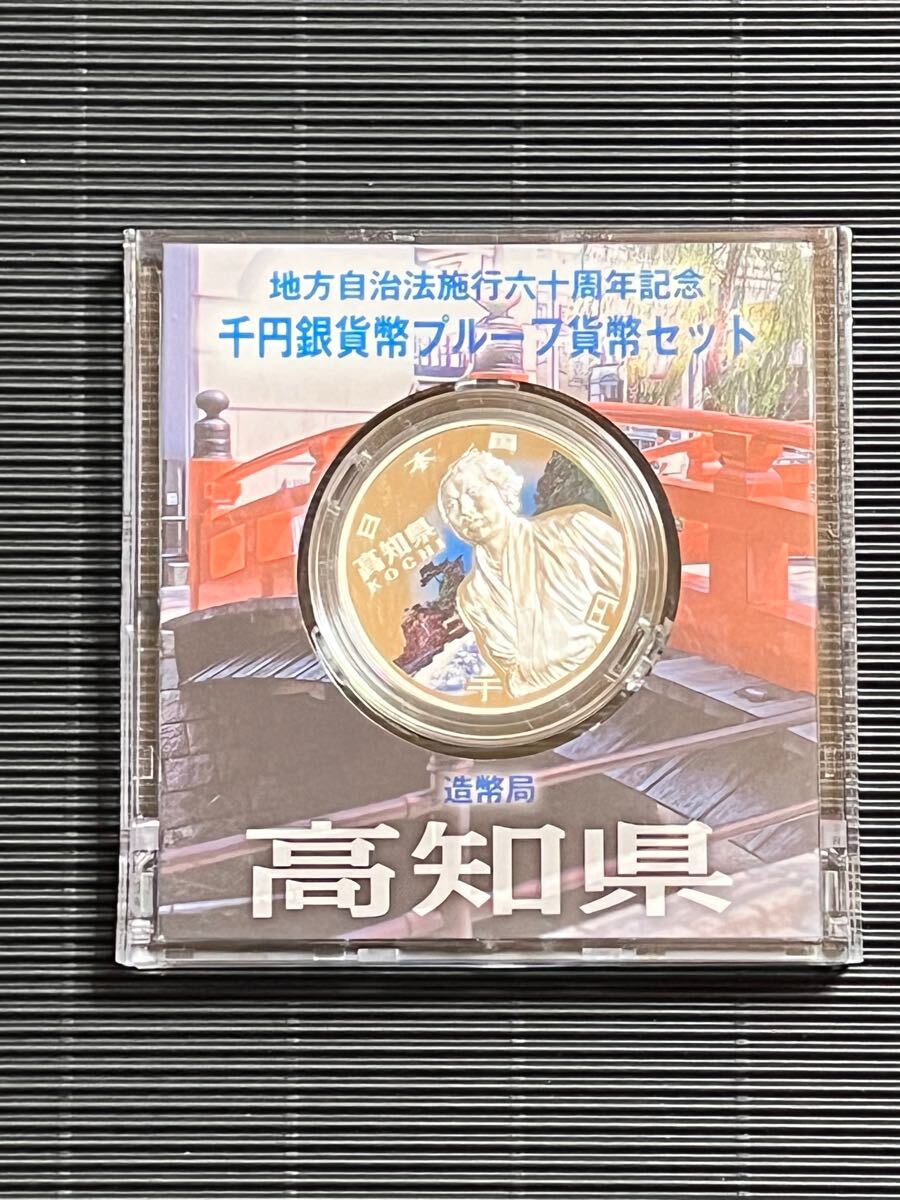 地方自治法施行六十周年記念
千円銀貨幣プルーフ貨幣セット
日本国
高知県
KOCHI
千円
造幣局
高知県